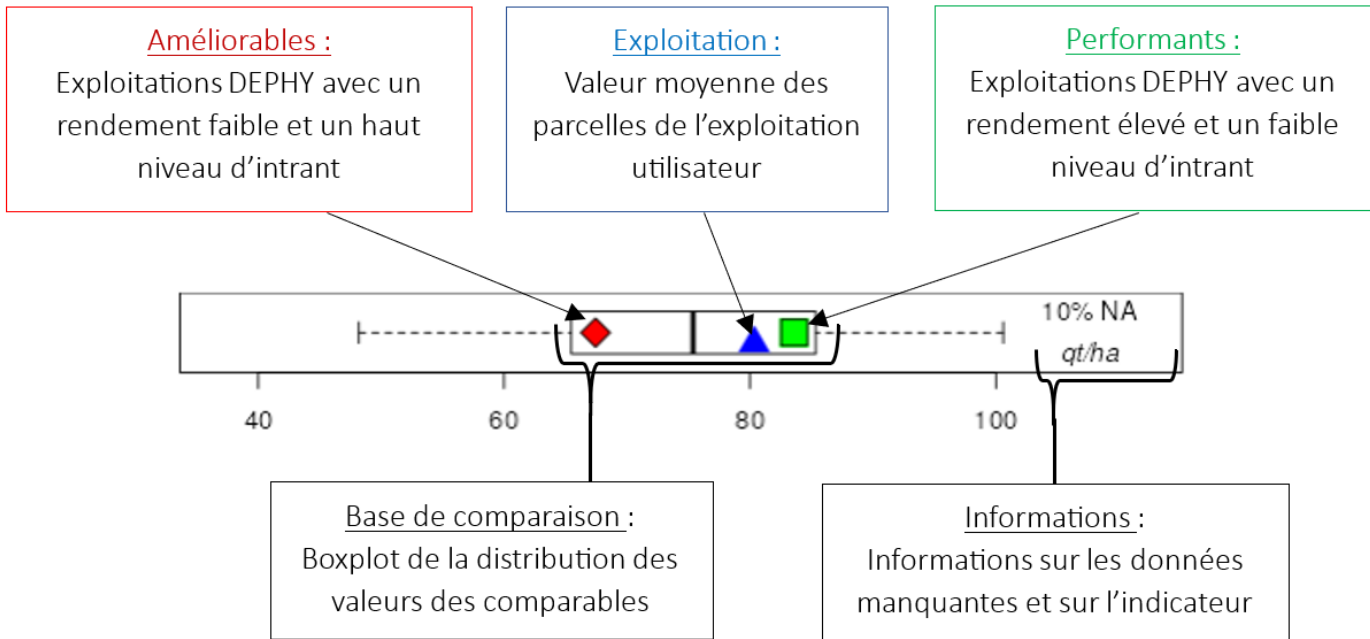 Améliorables :
Exploitations DEPHY avec un
rendement faible et un haut
niveau d'intrant
Exploitation :
Valeur moyenne des
parcelles de l'exploitation
utilisateur
Performants :
Exploitations DEPHY avec un
rendement élevé et un faible
niveau d'intrant
10% NA
qt/ha
40 60 80 100
Base de comparaison :
Boxplot de la distribution des
valeurs des comparables
Informations :
Informations sur les données
manquantes et sur l'indicateur